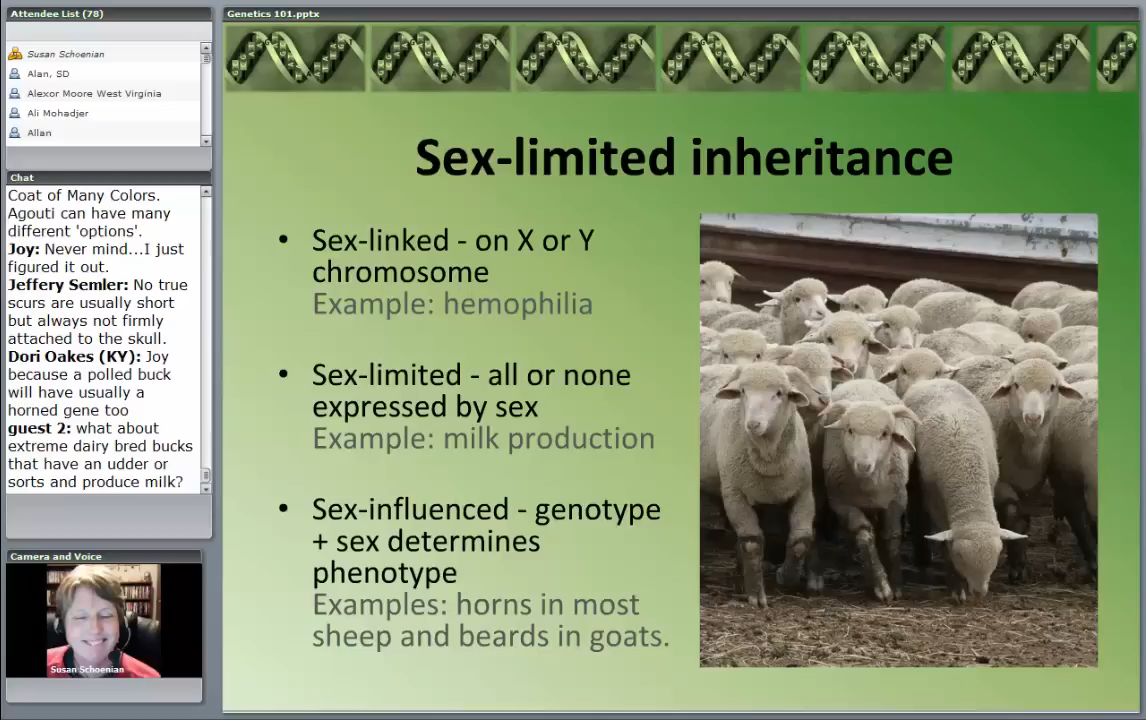 Attendee List (78)
Susan Schoenian
Alan, SD
Alexor Moore West Virginia
Ali Mohadjer
Allan
Chat
Coat of Many Colors.
Agouti can have many
different 'options'.
Joy: Never mind...I just
figured it out.
Jeffery Semler: No true
scurs are usually short
but always not firmly
attached to the skull.
Dori Oakes (KY): Joy
because a polled buck
will have usually a
horned gene too
guest 2: what about
extreme dairy bred bucks
that have an udder or
sorts and produce milk?
Camera and Voice
Susan Schoenian
Genetics 101.pptx
Sex-limited inheritance
• Sex-linked - on X or Y
chromosome
Example: hemophilia
• Sex-limited - all or none
expressed by sex
Example: milk production
• Sex-influenced - genotype
+ sex determines
phenotype
Examples: horns in most
sheep and beards in goats.